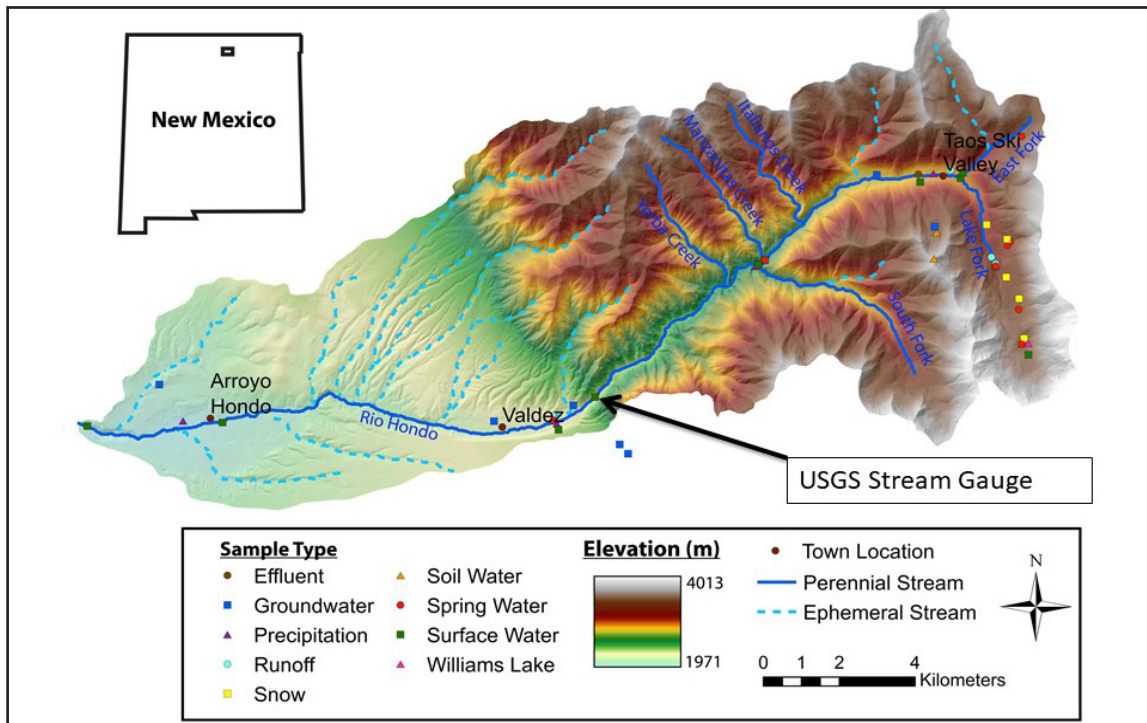 New Mexico
Italianos Creek
Manzanitas Creek
Yerba Creek
Taos Ski
Valley
East Fork
Lake Fork
South Fork
Arroyo
Hondo
Rio Hondo
Valdez
USGS Stream Gauge
Sample Type
Effluent
Groundwater
Precipitation
Runoff
Snow
Soil Water
Spring Water
Surface Water
Williams Lake
Elevation (m)
4013
1971
Town Location
Perennial Stream
Ephemeral Stream
N
0 1 2 4
Kilometers